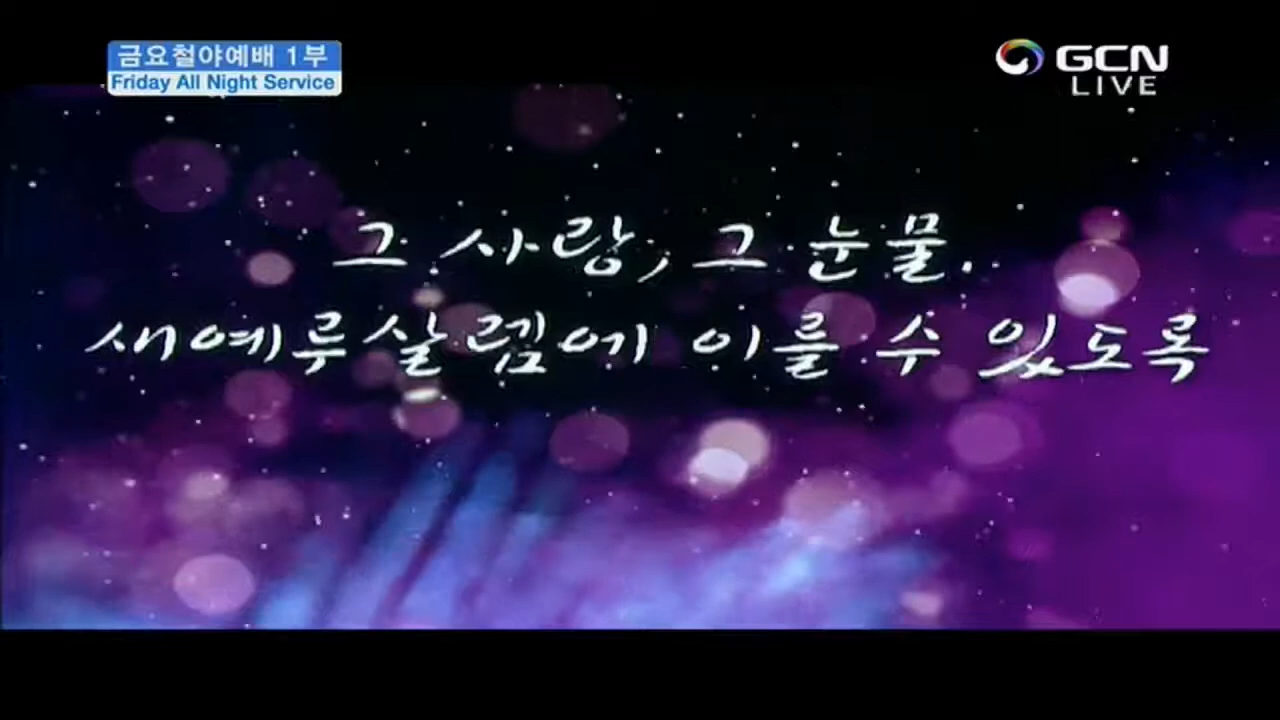 금요철야예배 1부
Friday All Night Service
GCN
LIVE
그 사랑, 그 눈물.
새예루살렘에 이를 수 있도록